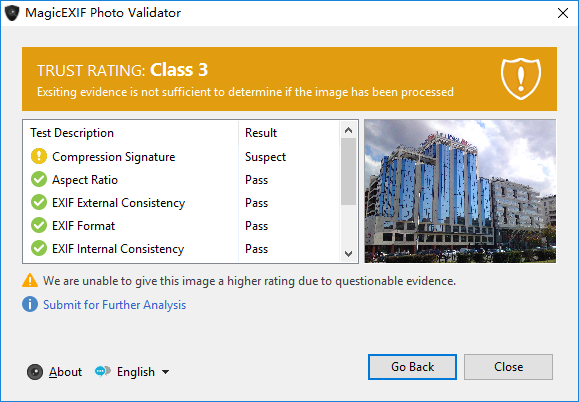 MagicEXIF Photo Validator
TRUST RATING: Class 3
Exsiting evidence is not sufficient to determine if the image has been processed
Test Description Result
Compression Signature Suspect
Aspect Ratio Pass
EXIF External Consistency Pass
EXIF Format Pass
EXIF Internal Consistency Pass
We are unable to give this image a higher rating due to questionable evidence.
Submit for Further Analysis
About English Go Back Close